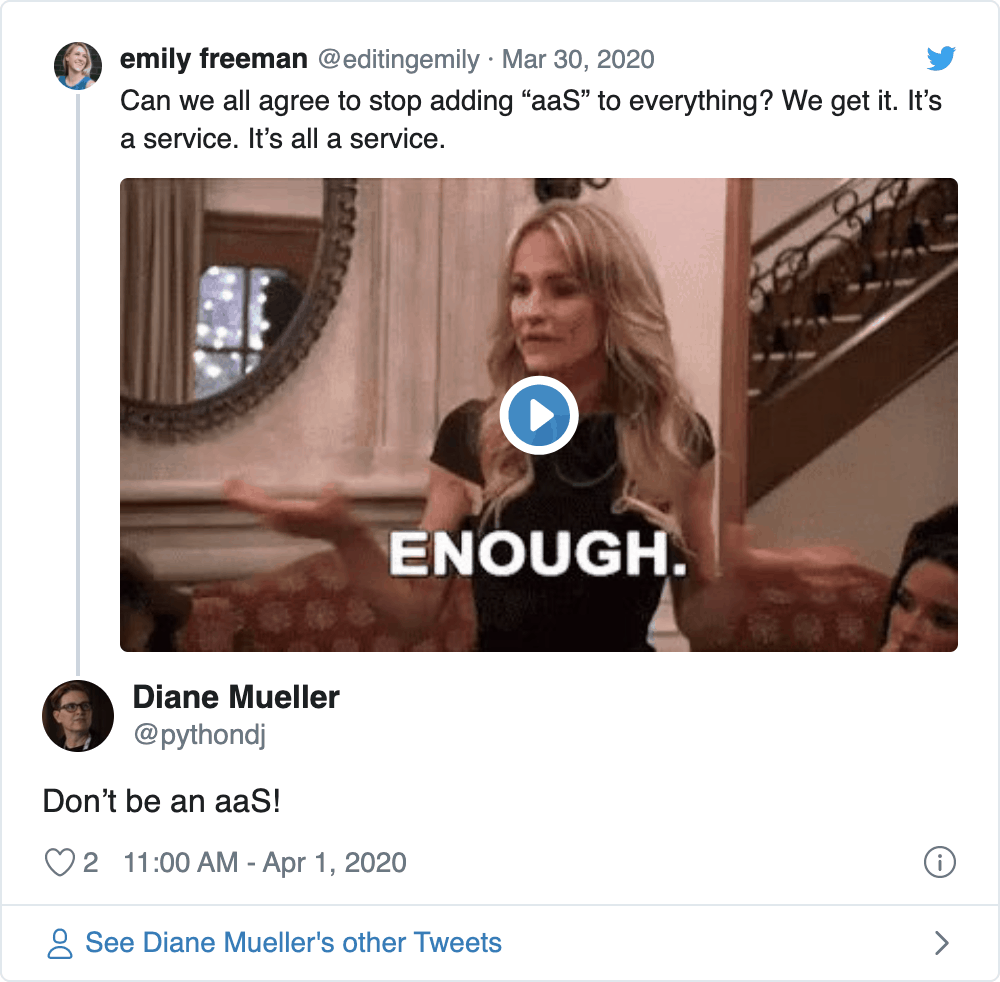 emily freeman @editingemily · Mar 30, 2020
Can we all agree to stop adding “aaS” to everything? We get it. It’s
a service. It’s all a service.
ENOUGH.
Diane Mueller
@pythondj
Don’t be an aaS!
2 11:00 AM - Apr 1, 2020
See Diane Mueller's other Tweets